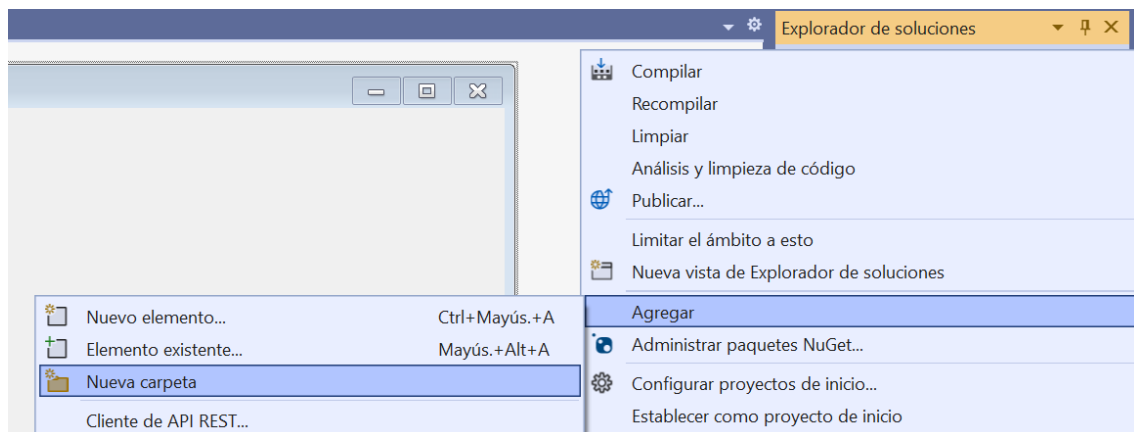 Explorador de soluciones
Compilar
Recompilar
Limpiar
Análisis y limpieza de código
Publicar...
Limitar el ámbito a esto
Nueva vista de Explorador de soluciones
Agregar
Administrar paquetes NuGet...
Configurar proyectos de inicio...
Establecer como proyecto de inicio
Nuevo elemento... Ctrl+Mayús.+A
Elemento existente... Mayús.+Alt+A
Nueva carpeta
Cliente de API REST...